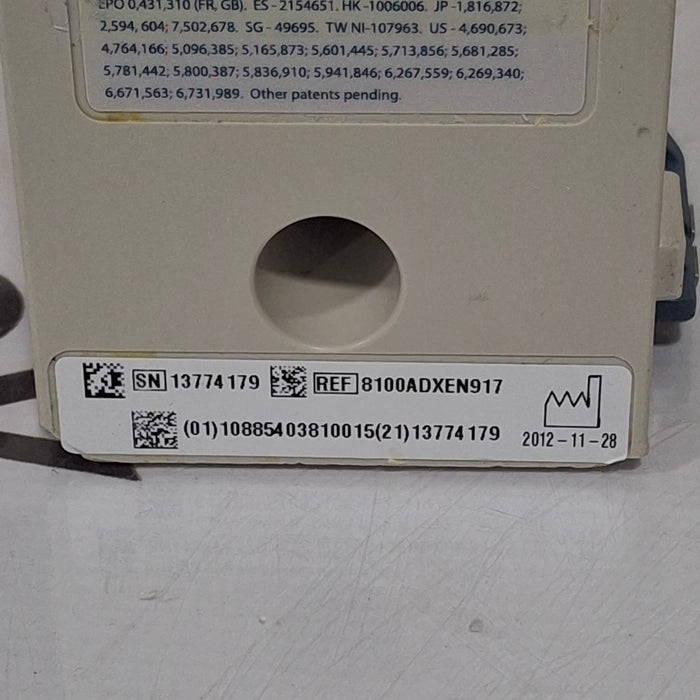 EPO 0,431,310 (FR, GB). ES - 2154651. HK -1006006. JP -1,816,872;
2,594, 604; 7,502,678. SG - 49695. TW NI-107963. US - 4,690,673;
4,764,166; 5,096,385; 5,165,873; 5,601,445; 5,713,856; 5,681,285;
5,781,442; 5,800,387; 5,836,910; 5,941,846; 6,267,559; 6,269,340;
6,671,563; 6,731,989. Other patents pending.
SN 13774179 REF 8100ADXEN917
(01)10885403810015(21)13774179
2012-11-28